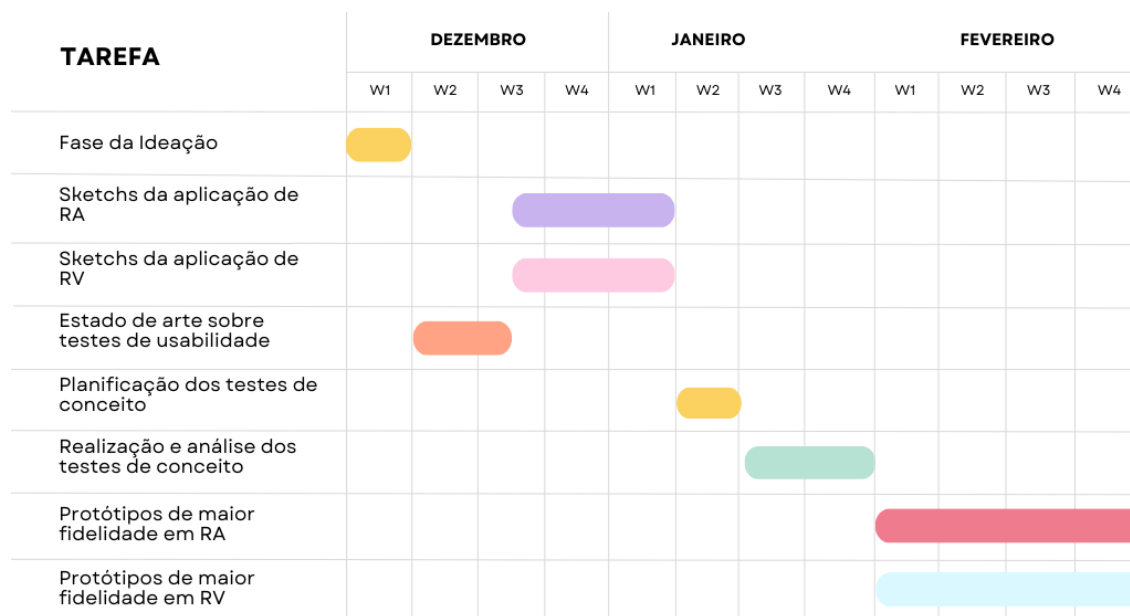 TAREFA
DEZEMBRO
JANEIRO
FEVEREIRO
W1 W2 W3 W4 W1 W2 W3 W4 W1 W2 W3 W4
Fase da Ideação
Sketchs da aplicação de
RA
Sketchs da aplicação de
RV
Estado de arte sobre
testes de usabilidade
Planificação dos testes de
conceito
Realização e análise dos
testes de conceito
Protótipos de maior
fidelidade em RA
Protótipos de maior
fidelidade em RV